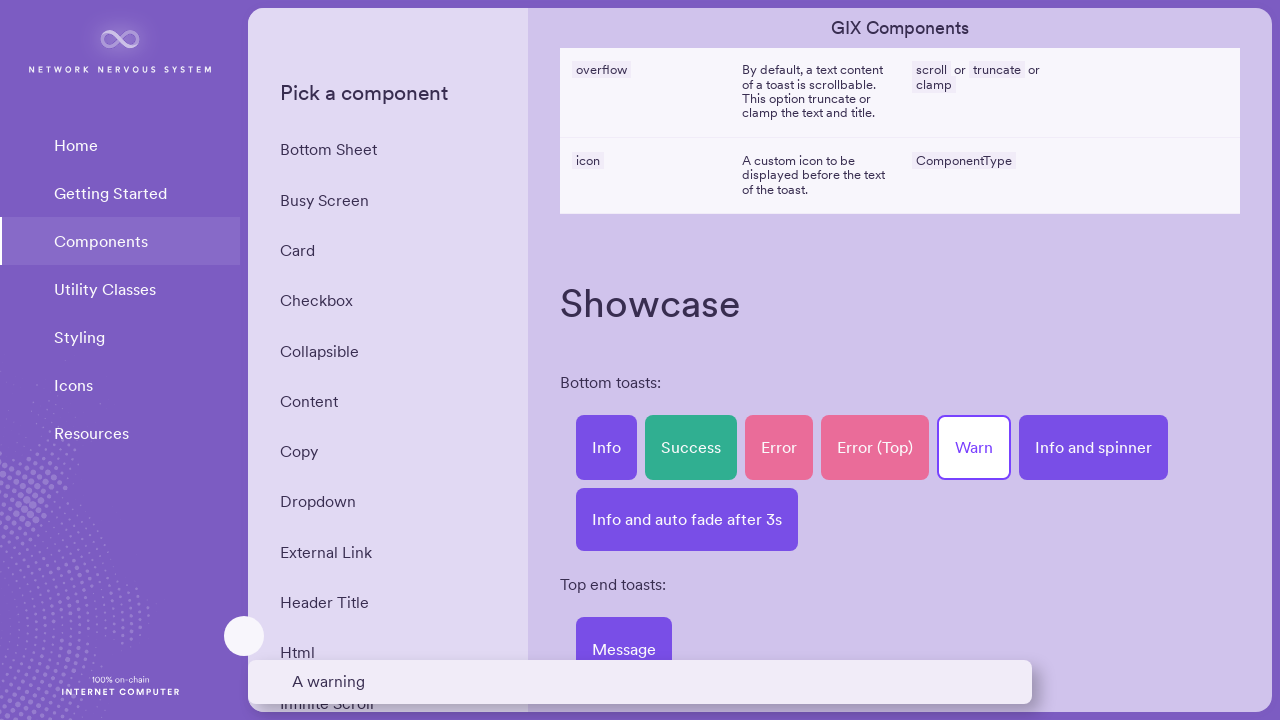 NETWORK NERVOUS SYSTEM
Home
Getting Started
Components
Utility Classes
Styling
Icons
Resources
100% on-chain
INTERNET COMPUTER
Pick a component
Bottom Sheet
Busy Screen
Card
Checkbox
Collapsible
Content
Copy
Dropdown
External Link
Header Title
Html
Infinite Scroll
GIX Components
overflow
By default, a text content
of a toast is scrollbable.
This option truncate or
clamp the text and title.
scroll or truncate or
clamp
icon
A custom icon to be
displayed before the text
of the toast.
ComponentType
Showcase
Bottom toasts:
Info
Success
Error
Error (Top)
Warn
Info and spinner
Info and auto fade after 3s
Top end toasts:
Message
A warning